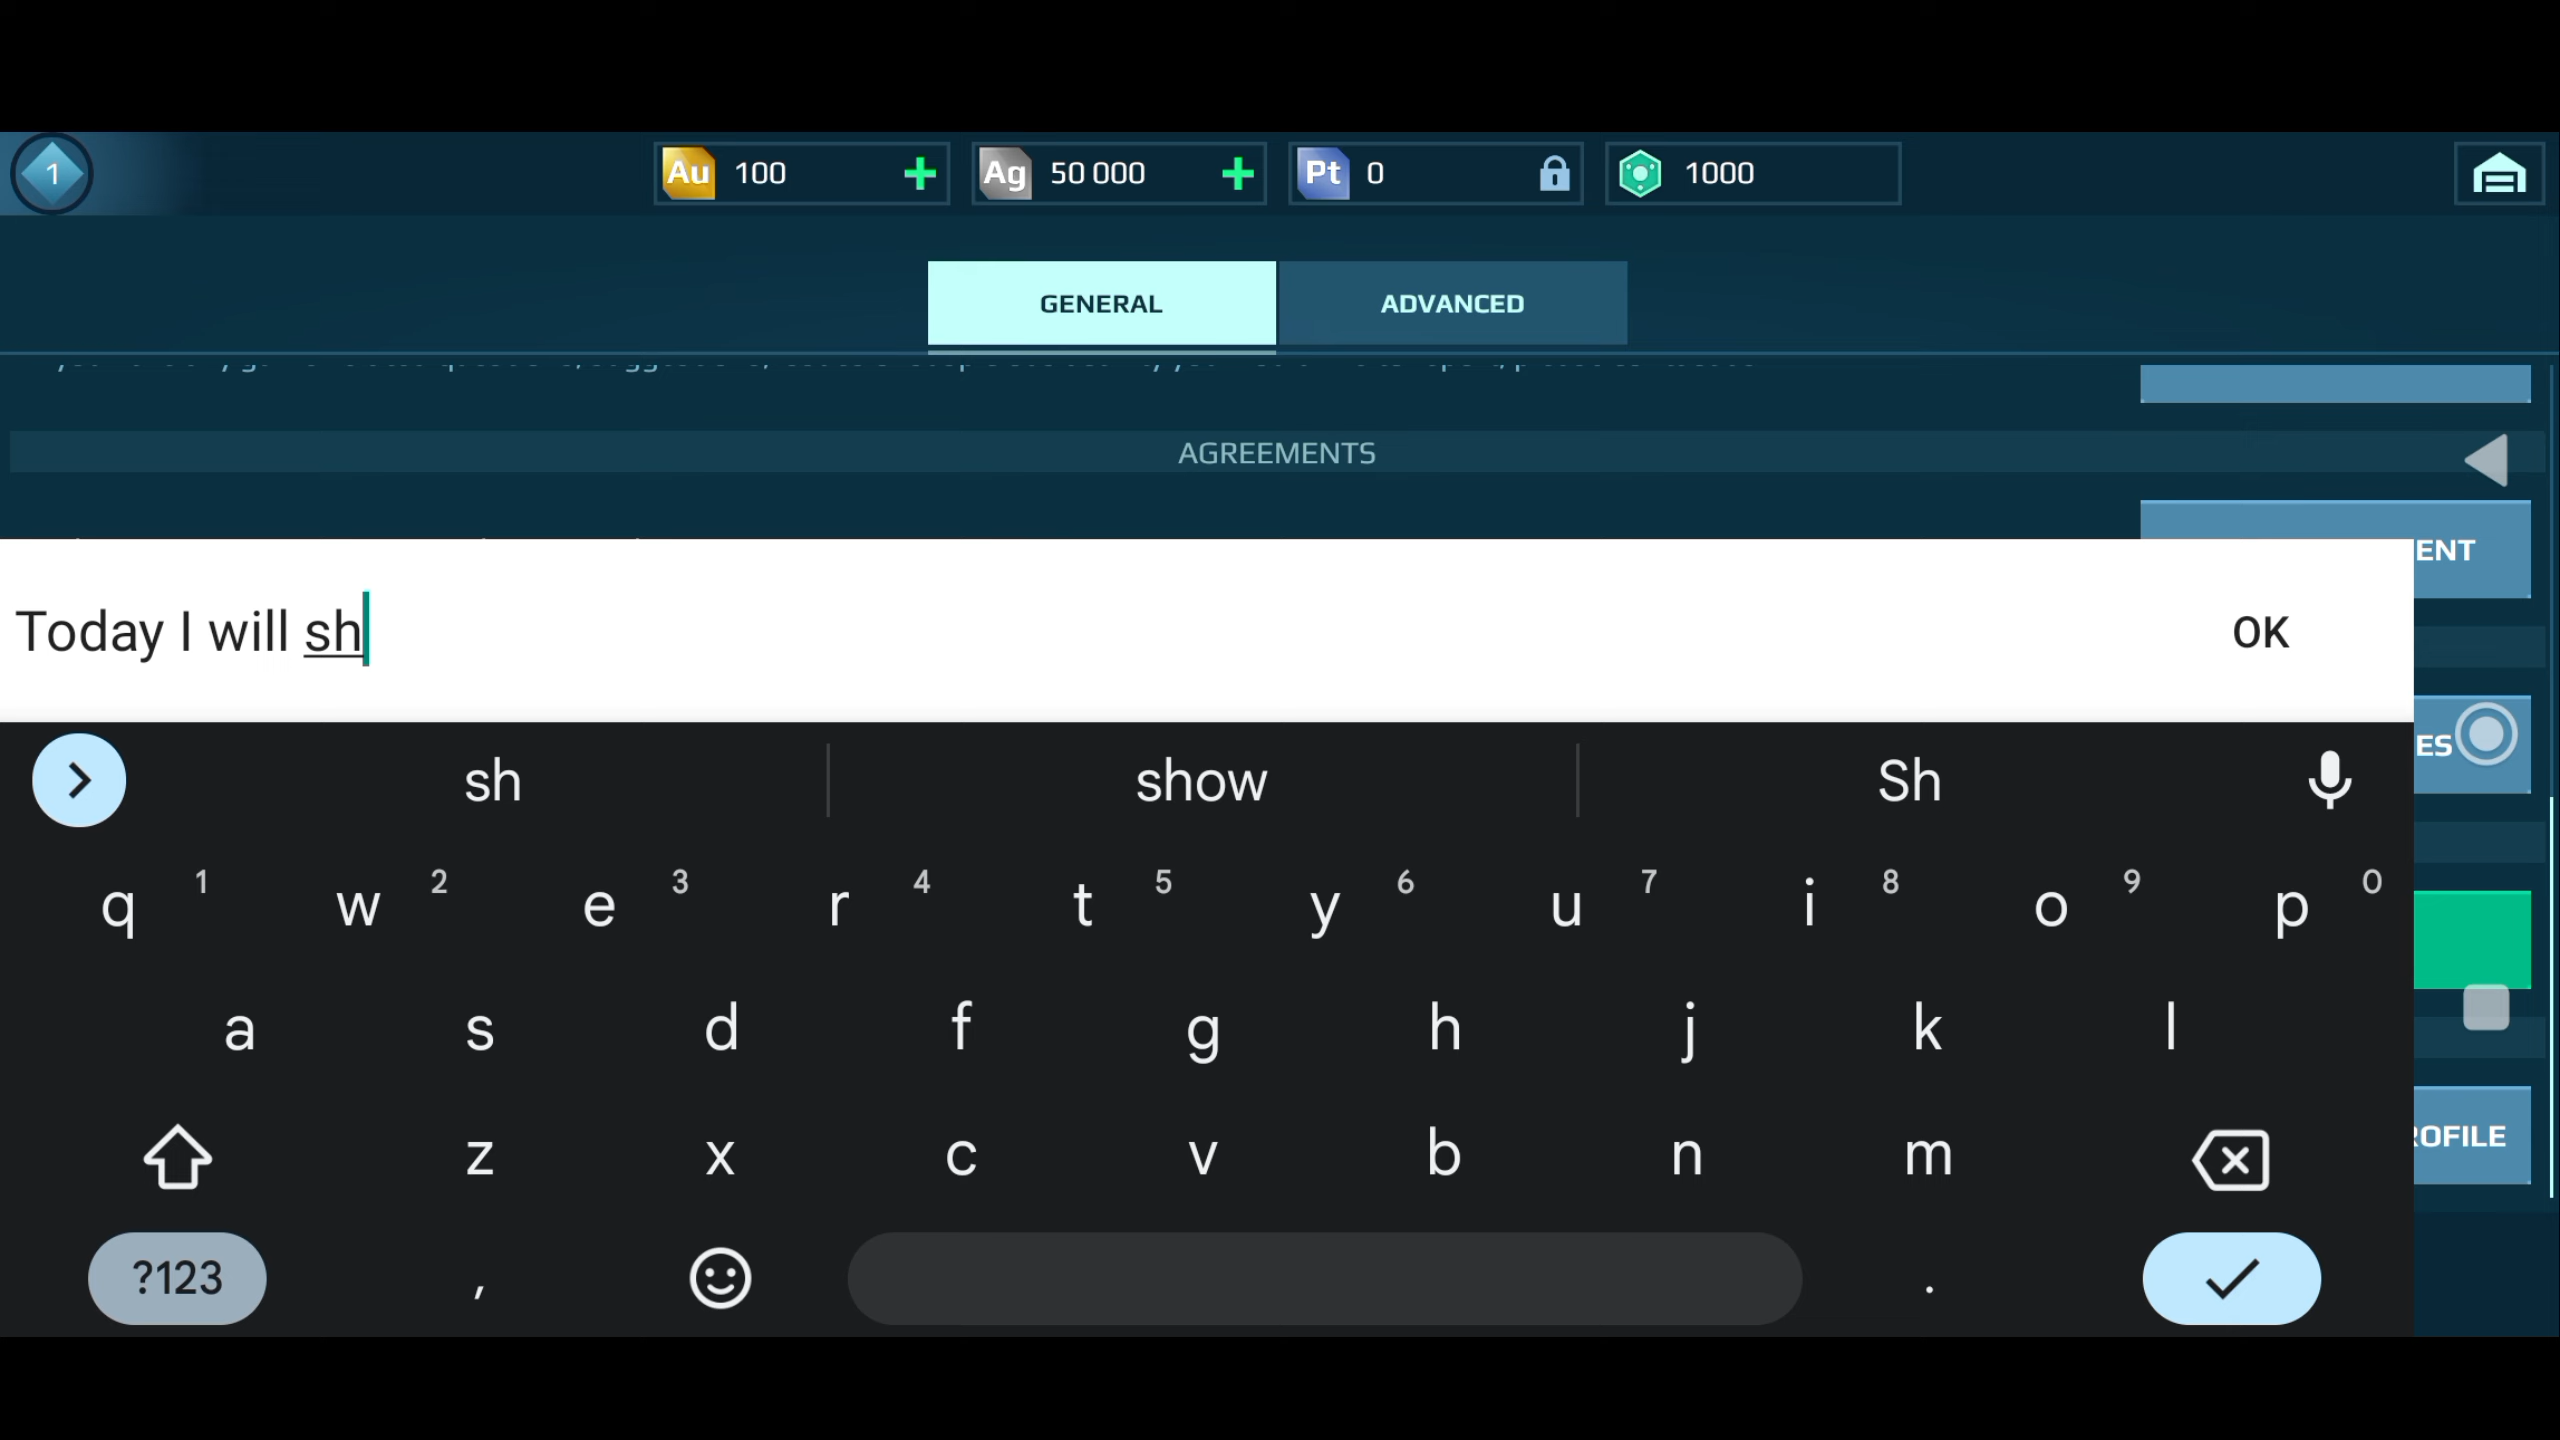 1 Au 100 Ag 50 000 Pt 0 1000
GENERAL ADVANCED
AGREEMENTS
ENT
Today I will sh OK
sh show Sh
ES
q 1 w 2 e 3 r 4 t 5 y 6 u 7 i 8 o 9 p 0
a s d f g h j k l
z x c v b n m
OFILE
?123 , .